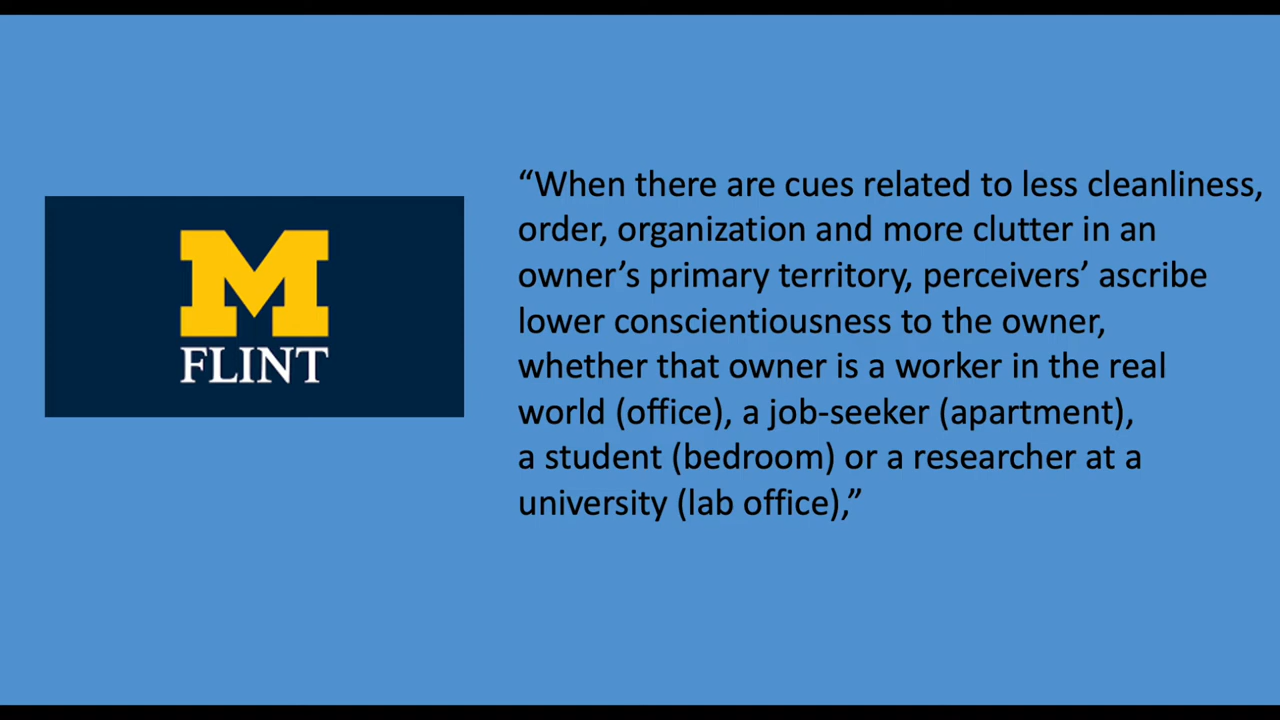 M
FLINT
“When there are cues related to less cleanliness,
order, organization and more clutter in an
owner’s primary territory, perceivers’ ascribe
lower conscientiousness to the owner,
whether that owner is a worker in the real
world (office), a job-seeker (apartment),
a student (bedroom) or a researcher at a
university (lab office),”